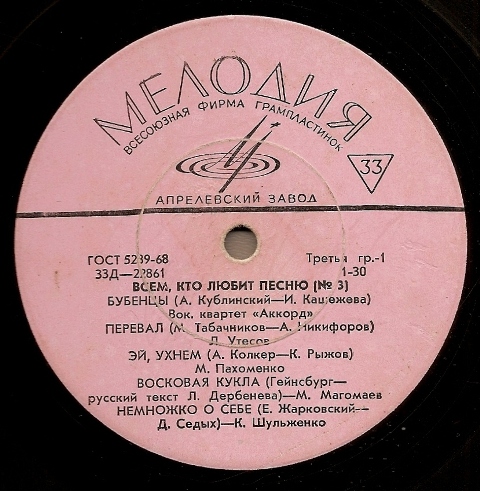 МЕЛОДИЯ
ВСЕСОЮЗНАЯ ФИРМА ГРАМПЛАСТИНОК
33
АПРЕЛЕВСКИЙ ЗАВОД
ГОСТ 5289-68 Третья гр.-1
33Д—22861 1-30
ВСЕМ, КТО ЛЮБИТ ПЕСНЮ (№ 3)
БУБЕНЦЫ (А. Кублинский—И. Кашежева)
Вок. квартет «Аккорд»
ПЕРЕВАЛ (М. Табачников—А. Никифоров)
Л. Утесов
ЭЙ, УХНЕМ (А. Колкер—К. Рыжов)
М. Пахоменко
ВОСКОВАЯ КУКЛА (Гейнсбург—
русский текст Л. Дербенева)—М. Магомаев
НЕМНОЖКО О СЕБЕ (Е. Жарковский—
Д. Седых)—К. Шульженко